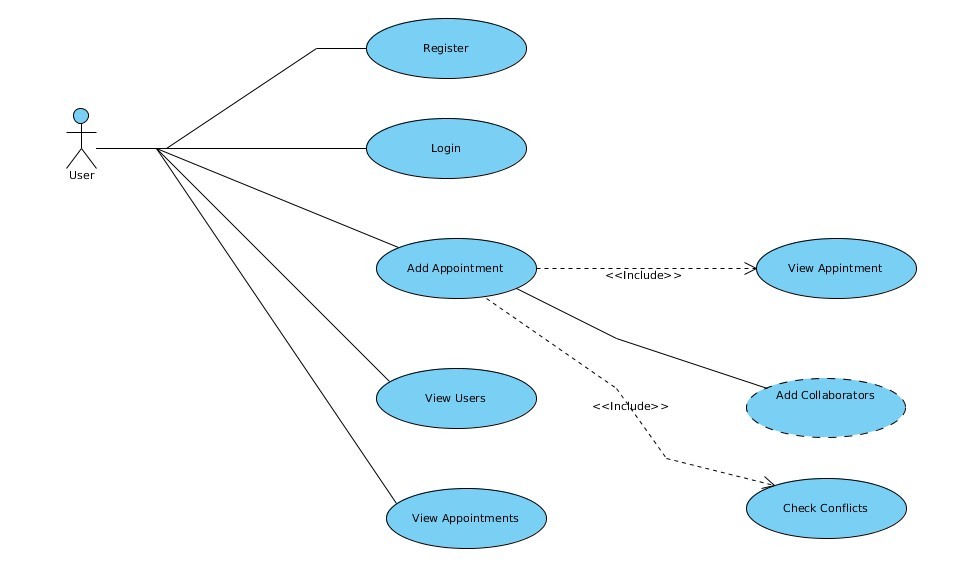 Register
Login
User
Add Appointment
<<Include>>
View Appintment
View Users
Add Collaborators
<<Include>>
View Appointments
Check Conflicts